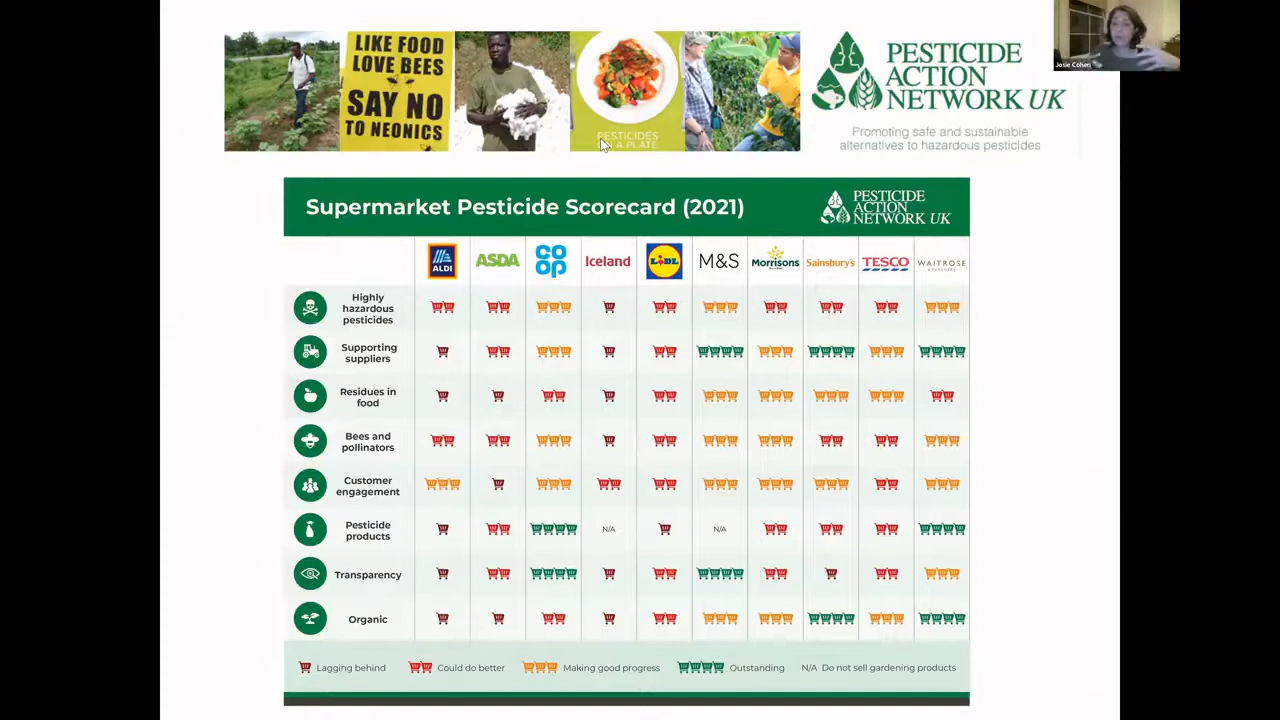 LIKE FOOD
LOVE BEES
SAY NO
TO NEONICS
PESTICIDES
ON A PLATE
PESTICIDE
ACTION
NETWORK UK
Promoting safe and sustainable
alternatives to hazardous pesticides
Josie Cohen
Supermarket Pesticide Scorecard (2021)
PESTICIDE
ACTION
NETWORK UK
ALDI
ASDA
CO
OP
Iceland
LIDL
M&S
Morrisons
Sainsbury's
TESCO
WAITROSE
Highly
hazardous
pesticides
Supporting
suppliers
Residues in
food
Bees and
pollinators
Customer
engagement
Pesticide
products
N/A
N/A
Transparency
Organic
Lagging behind
Could do better
Making good progress
Outstanding
N/A Do not sell gardening products